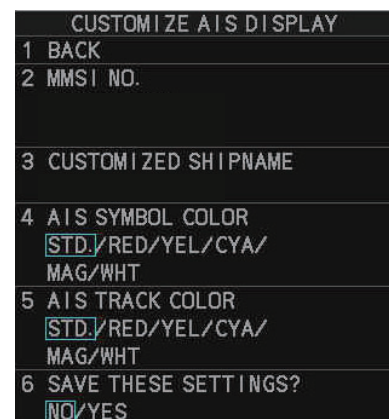 CUSTOMIZE AIS DISPLAY
1 BACK
2 MMSI NO.
3 CUSTOMIZED SHIPNAME
4 AIS SYMBOL COLOR
STD./RED/YEL/CYA/
MAG/WHT
5 AIS TRACK COLOR
STD./RED/YEL/CYA/
MAG/WHT
6 SAVE THESE SETTINGS?
NO/YES